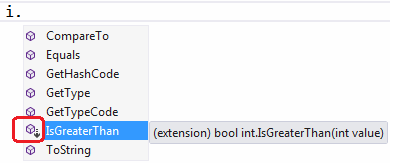 i.
CompareTo
Equals
GetHashCode
GetType
GetTypeCode
IsGreaterThan (extension) bool int.IsGreaterThan(int value)
ToString